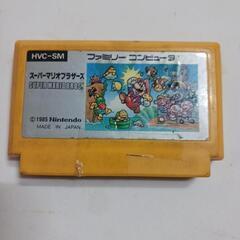 HVC-SM
ファミリー コンピュータ
スーパーマリオブラザーズ
SUPER MARIO BROS.
©1985 Nintendo
MADE IN JAPAN